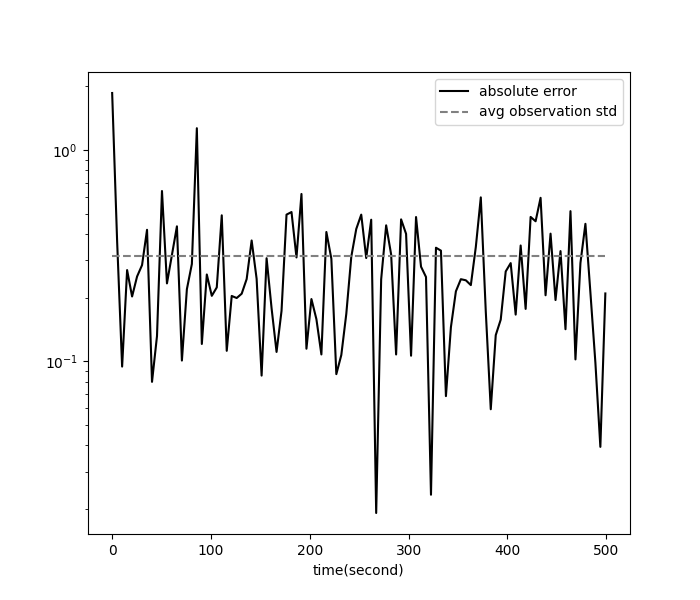 absolute error
avg observation std
10⁰
10⁻¹
0 100 200 300 400 500
time(second)